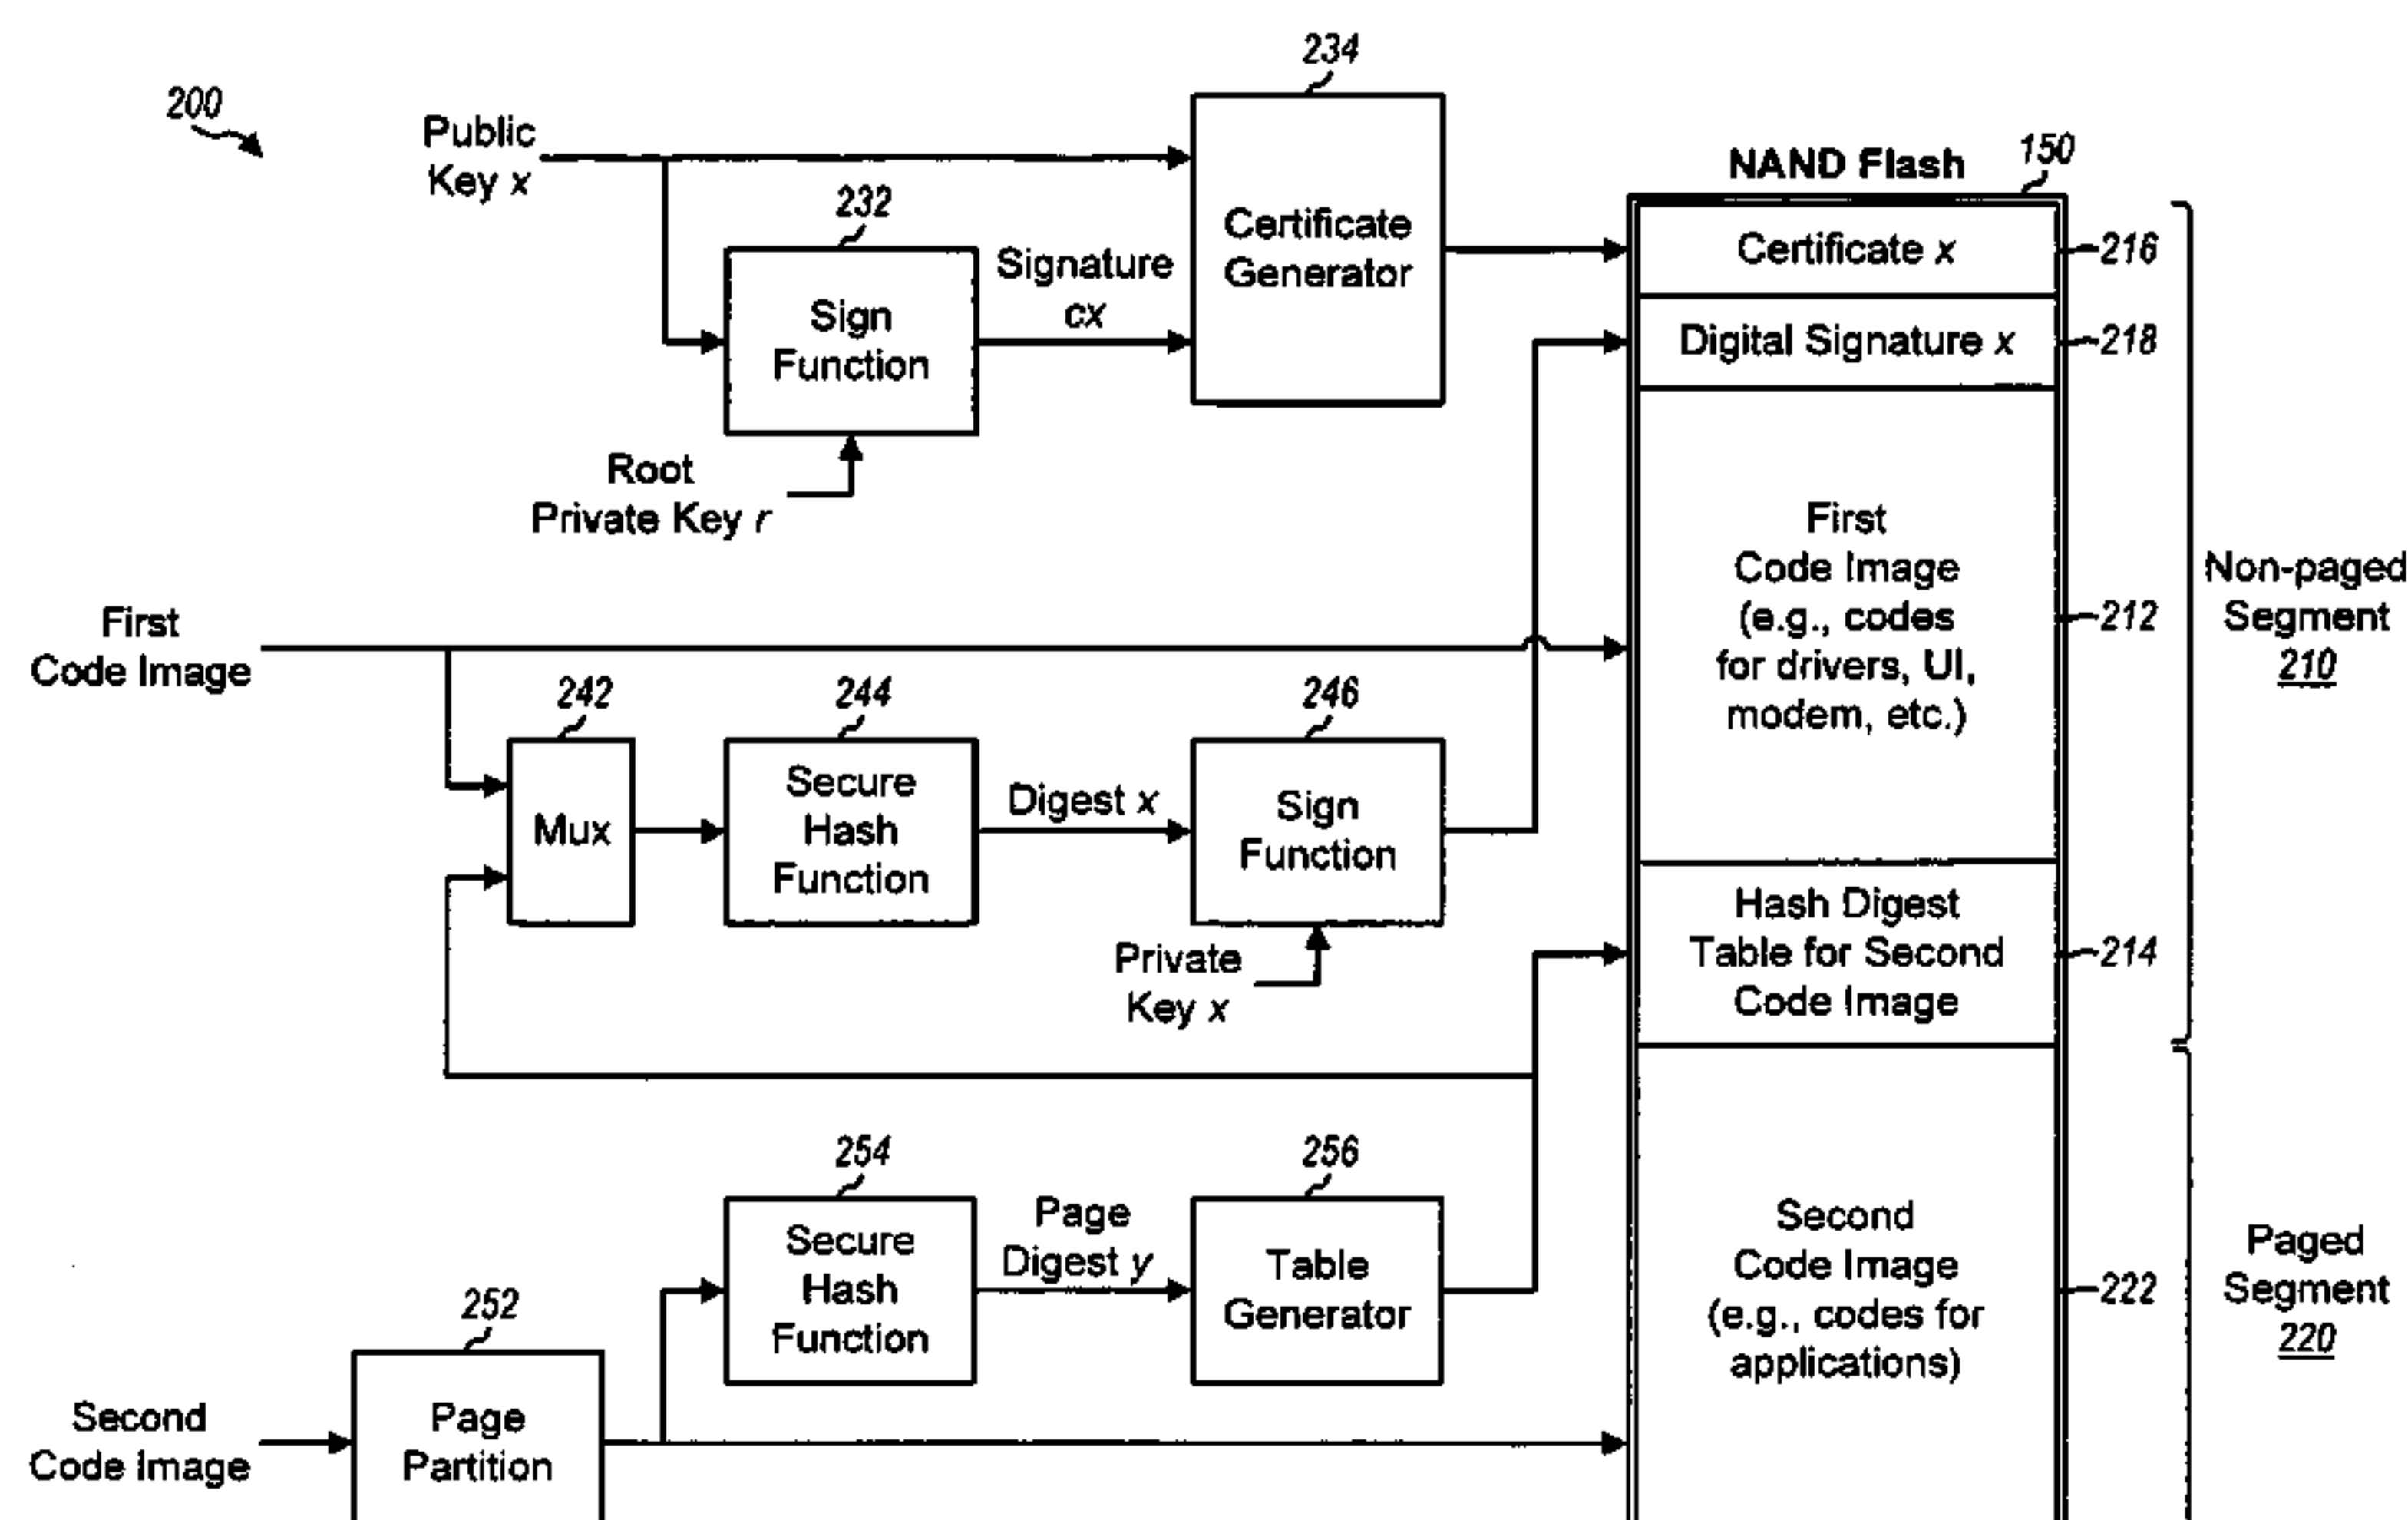 234
200
Public
Key x
NAND Flash
150
232
Certificate
Generator
Certificate x
216
Signature
cx
Sign
Function
Digital Signature x
218
Root
Private Key r
First
Code Image
(e.g., codes
for drivers, UI,
modem, etc.)
212
Non-paged
Segment
210
First
Code Image
242
244
246
Mux
Secure
Hash
Function
Digest x
Sign
Function
Private
Key x
Hash Digest
Table for Second
Code Image
214
254
256
Secure
Hash
Function
Page
Digest y
Table
Generator
Second
Code Image
(e.g., codes for
applications)
222
Paged
Segment
220
252
Second
Code Image
Page
Partition